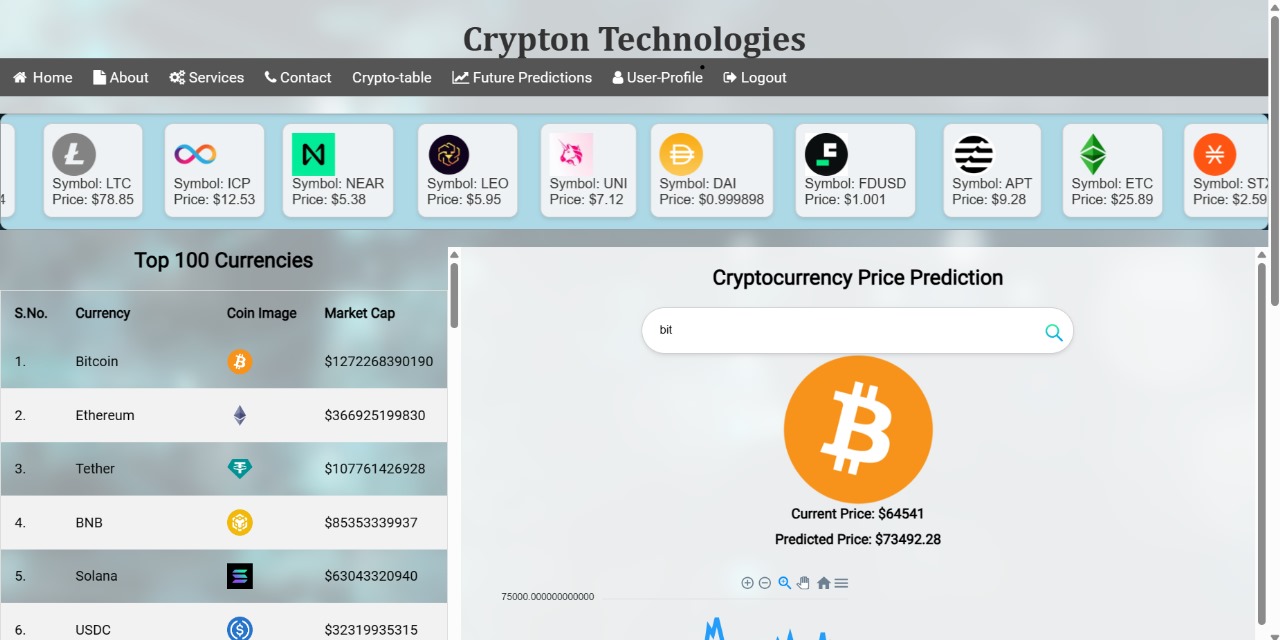 Crypton Technologies
Home About Services Contact Crypto-table Future Predictions User-Profile Logout
4
Symbol: LTC
Price: $78.85
Symbol: ICP
Price: $12.53
Symbol: NEAR
Price: $5.38
Symbol: LEO
Price: $5.95
Symbol: UNI
Price: $7.12
Symbol: DAI
Price: $0.999898
Symbol: FDUSD
Price: $1.001
Symbol: APT
Price: $9.28
Symbol: ETC
Price: $25.89
Symbol: STX
Price: $2.59
Top 100 Currencies
S.No. Currency Coin Image Market Cap
1. Bitcoin $1272268390190
2. Ethereum $366925199830
3. Tether $107761426928
4. BNB $85353339937
5. Solana $63043320940
6. USDC $32319935315
Cryptocurrency Price Prediction
bit
Current Price: $64541
Predicted Price: $73492.28
75000.000000000000